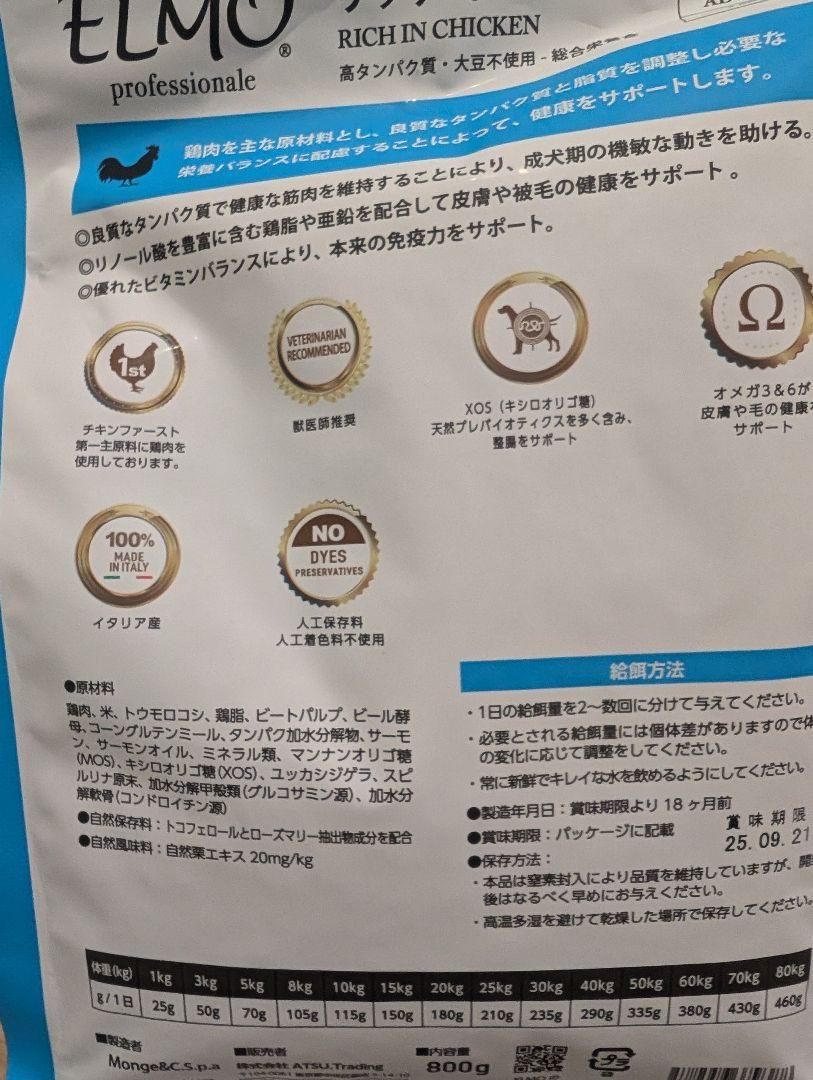 ELMO®
professionale
RICH IN CHICKEN
高タンパク質・大豆不使用 - 総合栄養
鶏肉を主な原材料とし、良質なタンパク質と脂質を調整し必要な
栄養バランスに配慮することによって、健康をサポートします。
◎良質なタンパク質で健康な筋肉を維持することにより、成犬期の機敏な動きを助ける。
◎リノール酸を豊富に含む鶏脂や亜鉛を配合して皮膚や被毛の健康をサポート。
◎優れたビタミンバランスにより、本来の免疫力をサポート。
1st
チキンファースト
第一主原料に鶏肉を
使用しております。
VETERINARIAN
RECOMMENDED
獣医師推奨
XOS（キシロオリゴ糖）
天然プレバイオティクスを多く含み、
整腸をサポート
Ω
オメガ3&6が
皮膚や毛の健康を
サポート
100%
MADE
IN ITALY
イタリア産
NO
DYES
PRESERVATIVES
人工保存料
人工着色料不使用
●原材料
鶏肉、米、トウモロコシ、鶏脂、ビートパルプ、ビール酵
母、コーングルテンミール、タンパク加水分解物、サーモ
ン、サーモンオイル、ミネラル類、マンナンオリゴ糖
(MOS)、キシロオリゴ糖(XOS)、ユッカシジゲラ、スピ
ルリナ原末、加水分解甲殻類(グルコサミン源)、加水分
解軟骨(コンドロイチン源)
●自然保存料：トコフェロールとローズマリー抽出物成分を配合
●自然風味料：自然栗エキス 20mg/kg
給餌方法
・1日の給餌量を2〜数回に分けて与えてください。
・必要とされる給餌量には個体差がありますので体
の変化に応じて調整をしてください。
・常に新鮮でキレイな水を飲めるようにしてください。
●製造年月日：賞味期限より 18 ヶ月前
●賞味期限：パッケージに記載
賞味期限
25.09.21
●保存方法：
・本品は窒素封入により品質を維持していますが、開
後はなるべく早めにお与えください。
・高温多湿を避けて乾燥した場所で保存してください。
体重(kg) 1kg 3kg 5kg 8kg 10kg 15kg 20kg 25kg 30kg 40kg 50kg 60kg 70kg 80kg
g/1日 25g 50g 70g 105g 115g 150g 180g 210g 235g 290g 335g 380g 430g 460g
■製造者
Monge&C.S.p.a
■販売者
株式会社 ATSU.Trading
■内容量
800g